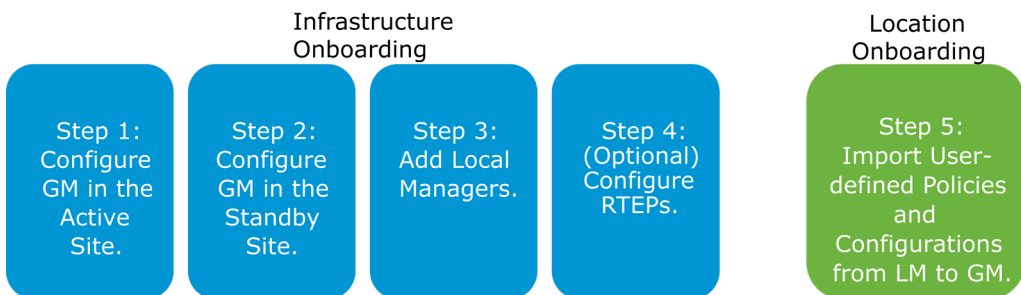 Infrastructure
Onboarding
Location
Onboarding
Step 1:
Configure
GM in the
Active
Site.
Step 2:
Configure
GM in the
Standby
Site.
Step 3:
Add Local
Managers.
Step 4:
(Optional)
Configure
RTEPs.
Step 5:
Import User-
defined Policies
and
Configurations
from LM to GM.